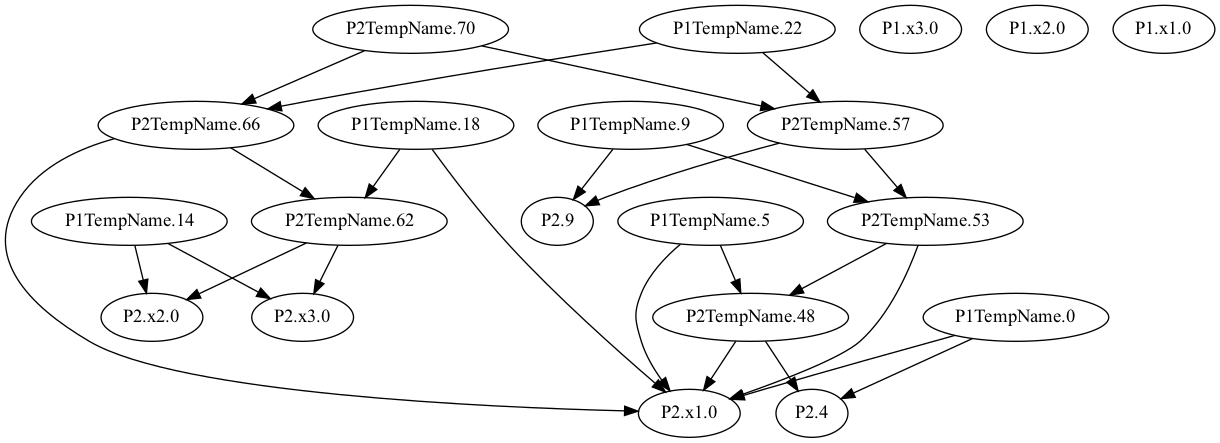 P2TempName.70
P1TempName.22
P1.x3.0
P1.x2.0
P1.x1.0
P2TempName.66
P1TempName.18
P1TempName.9
P2TempName.57
P1TempName.14
P2TempName.62
P2.9
P1TempName.5
P2TempName.53
P2.x2.0
P2.x3.0
P2TempName.48
P1TempName.0
P2.x1.0
P2.4